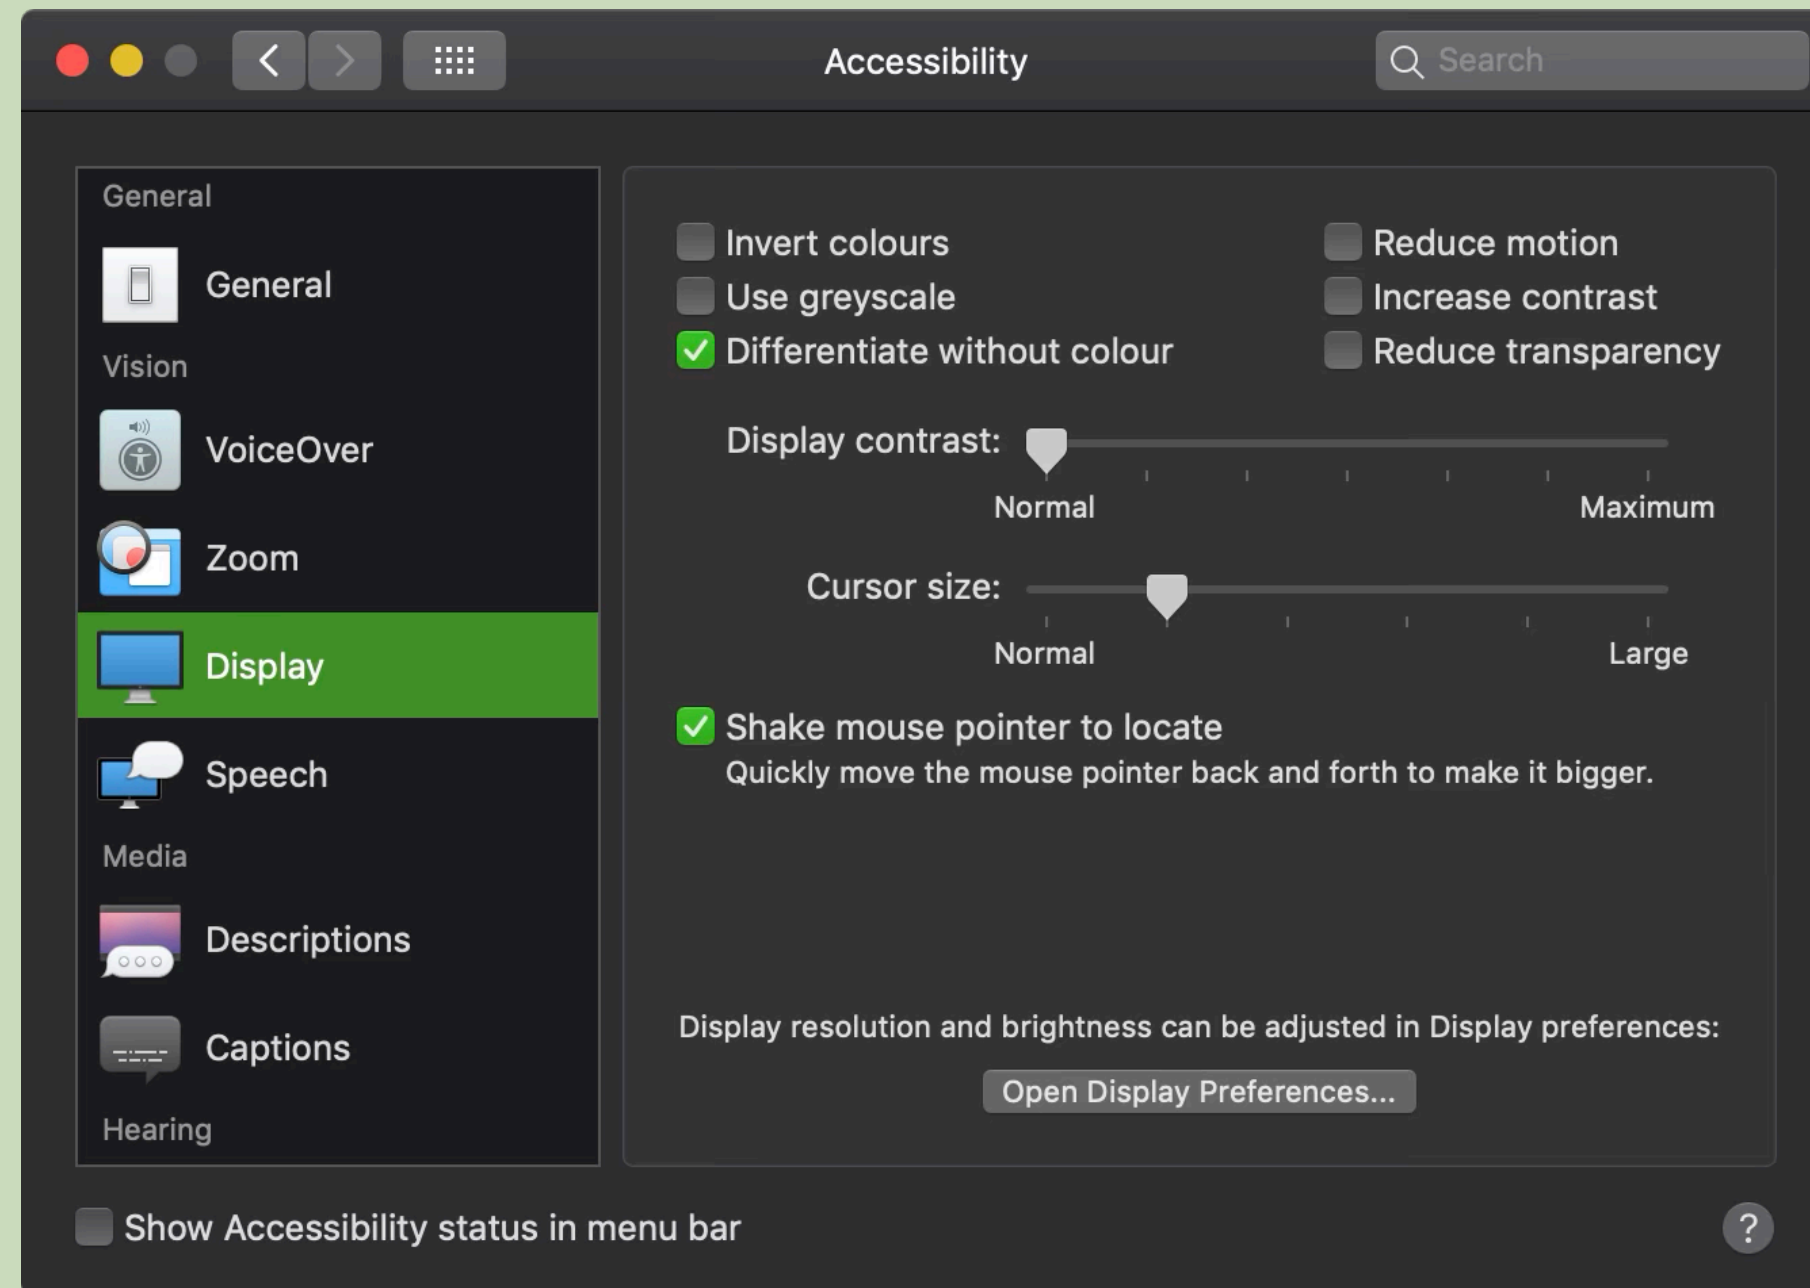 Accessibility
Search
General
General
Vision
VoiceOver
Zoom
Display
Speech
Media
Descriptions
Captions
Hearing
Invert colours
Use greyscale
Differentiate without colour
Reduce motion
Increase contrast
Reduce transparency
Display contrast:
Normal
Maximum
Cursor size:
Normal
Large
Shake mouse pointer to locate
Quickly move the mouse pointer back and forth to make it bigger.
Display resolution and brightness can be adjusted in Display preferences:
Open Display Preferences...
Show Accessibility status in menu bar
?